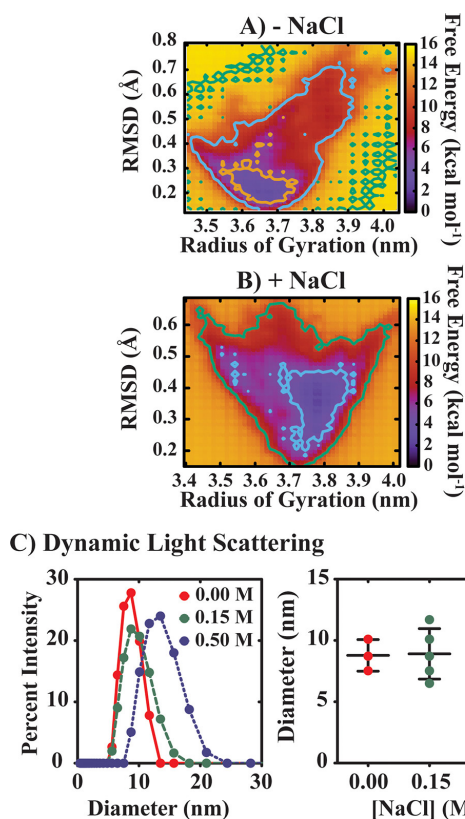 A) - NaCl
0.8
0.7
0.6
0.5
0.4
0.3
0.2
RMSD (Å)
3.5 3.6 3.7 3.8 3.9 4.0
Radius of Gyration (nm)
16
14
12
10
8
6
4
2
0
Free Energy
(kcal mol⁻¹)
B) + NaCl
0.6
0.5
0.4
0.3
0.2
RMSD (Å)
3.4 3.5 3.6 3.7 3.8 3.9 4.0
Radius of Gyration (nm)
16
14
12
10
8
6
4
2
0
Free Energy
(kcal mol⁻¹)
C) Dynamic Light Scattering
30
20
10
0
Percent Intensity
0.00 M
0.15 M
0.50 M
0 10 20 30
Diameter (nm)
15
10
5
0
Diameter (nm)
0.00 0.15
[NaCl] (M